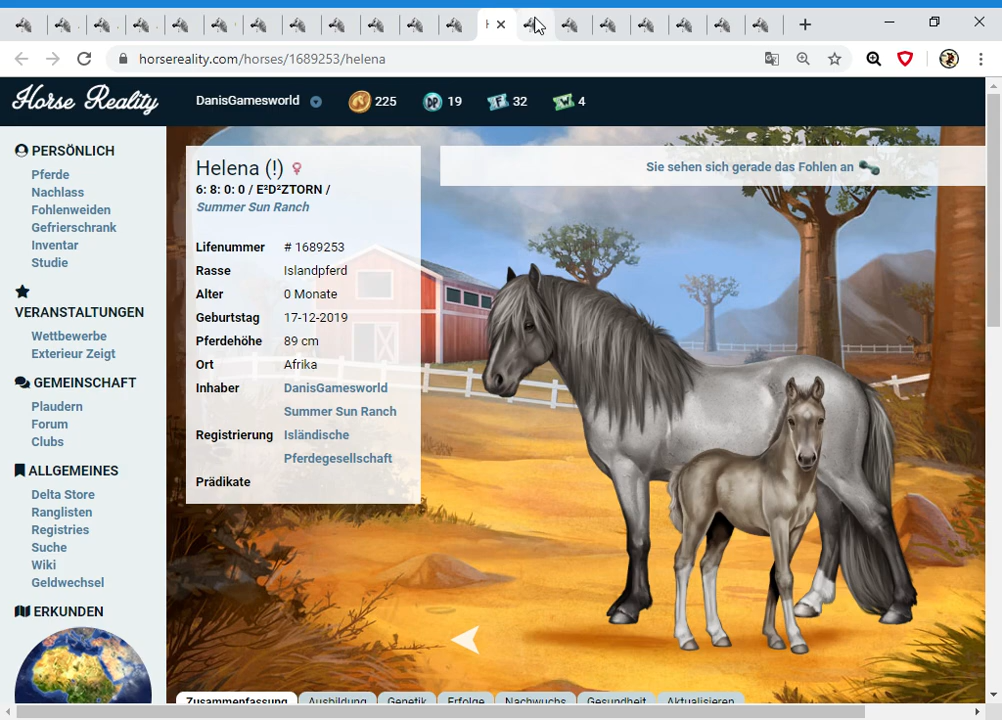 horsereality.com/horses/1689253/helena
Horse Reality
DanisGamesworld
225
DP
19
F
32
4
PERSÖNLICH
Pferde
Nachlass
Fohlenweiden
Gefrierschrank
Inventar
Studie
VERANSTALTUNGEN
Wettbewerbe
Exterieur Zeigt
GEMEINSCHAFT
Plaudern
Forum
Clubs
ALLGEMEINES
Delta Store
Ranglisten
Registries
Suche
Wiki
Geldwechsel
ERKUNDEN
Helena (!) ♀
6: 8: 0: 0 / E²D²ZTORN /
Summer Sun Ranch
Lifenummer # 1689253
Rasse Islandpferd
Alter 0 Monate
Geburtstag 17-12-2019
Pferdehöhe 89 cm
Ort Afrika
Inhaber DanisGamesworld
Summer Sun Ranch
Registrierung Isländische
Pferdegesellschaft
Prädikate
Sie sehen sich gerade das Fohlen an
Zusammenfassung Ausbildung Genetik Erfolge Nachwuchs Gesundheit Aktualisieren